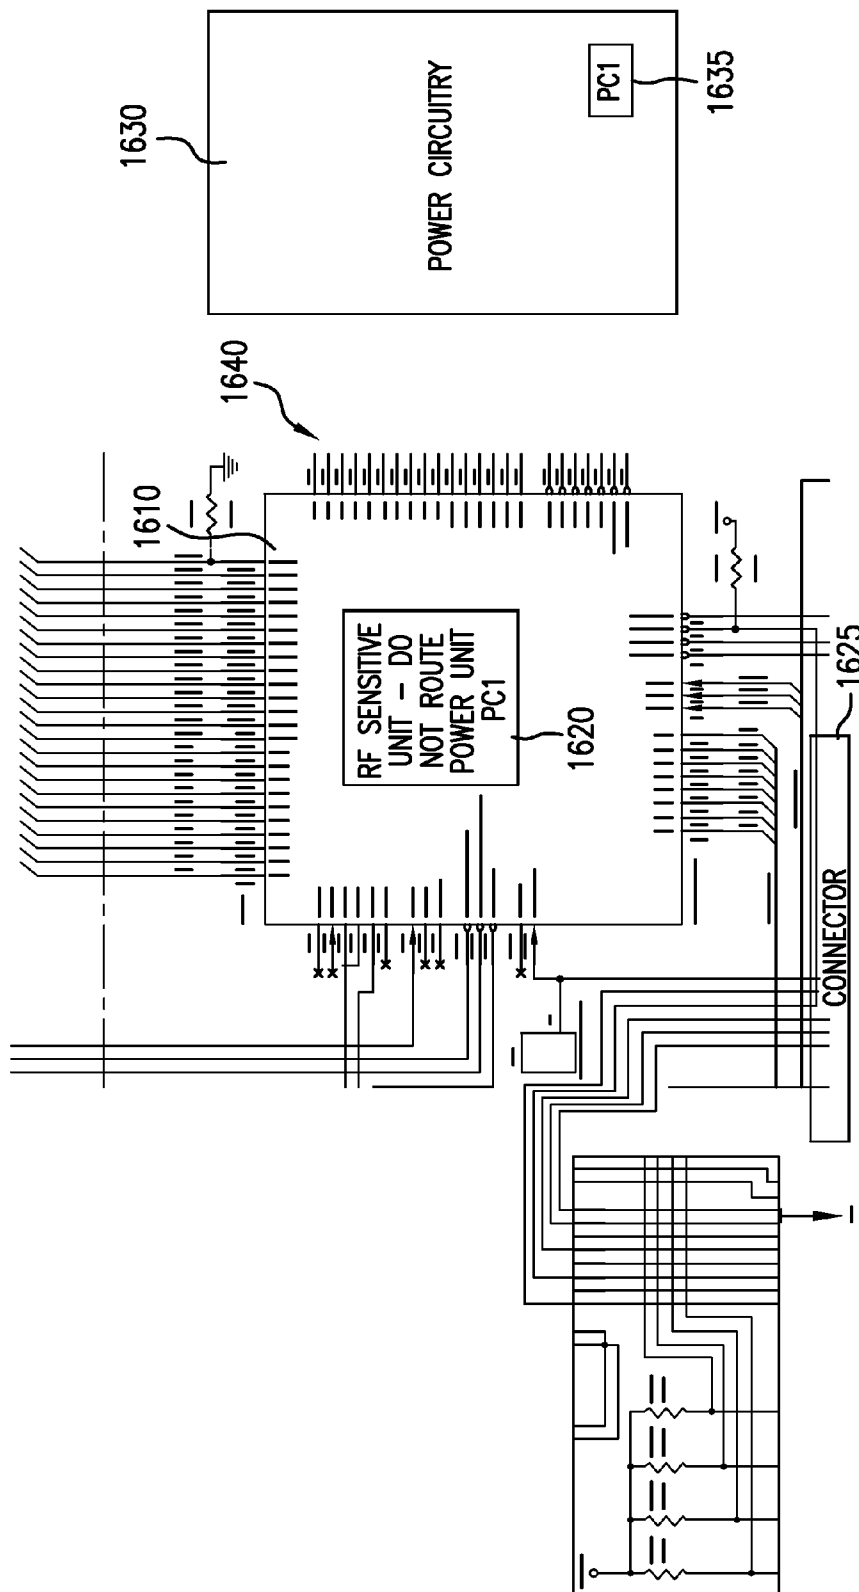 1630
POWER CIRCUITRY
PC1
1635
1640
1610
RF SENSITIVE
UNIT - DO
NOT ROUTE
POWER UNIT
PC1
1620
CONNECTOR
1625